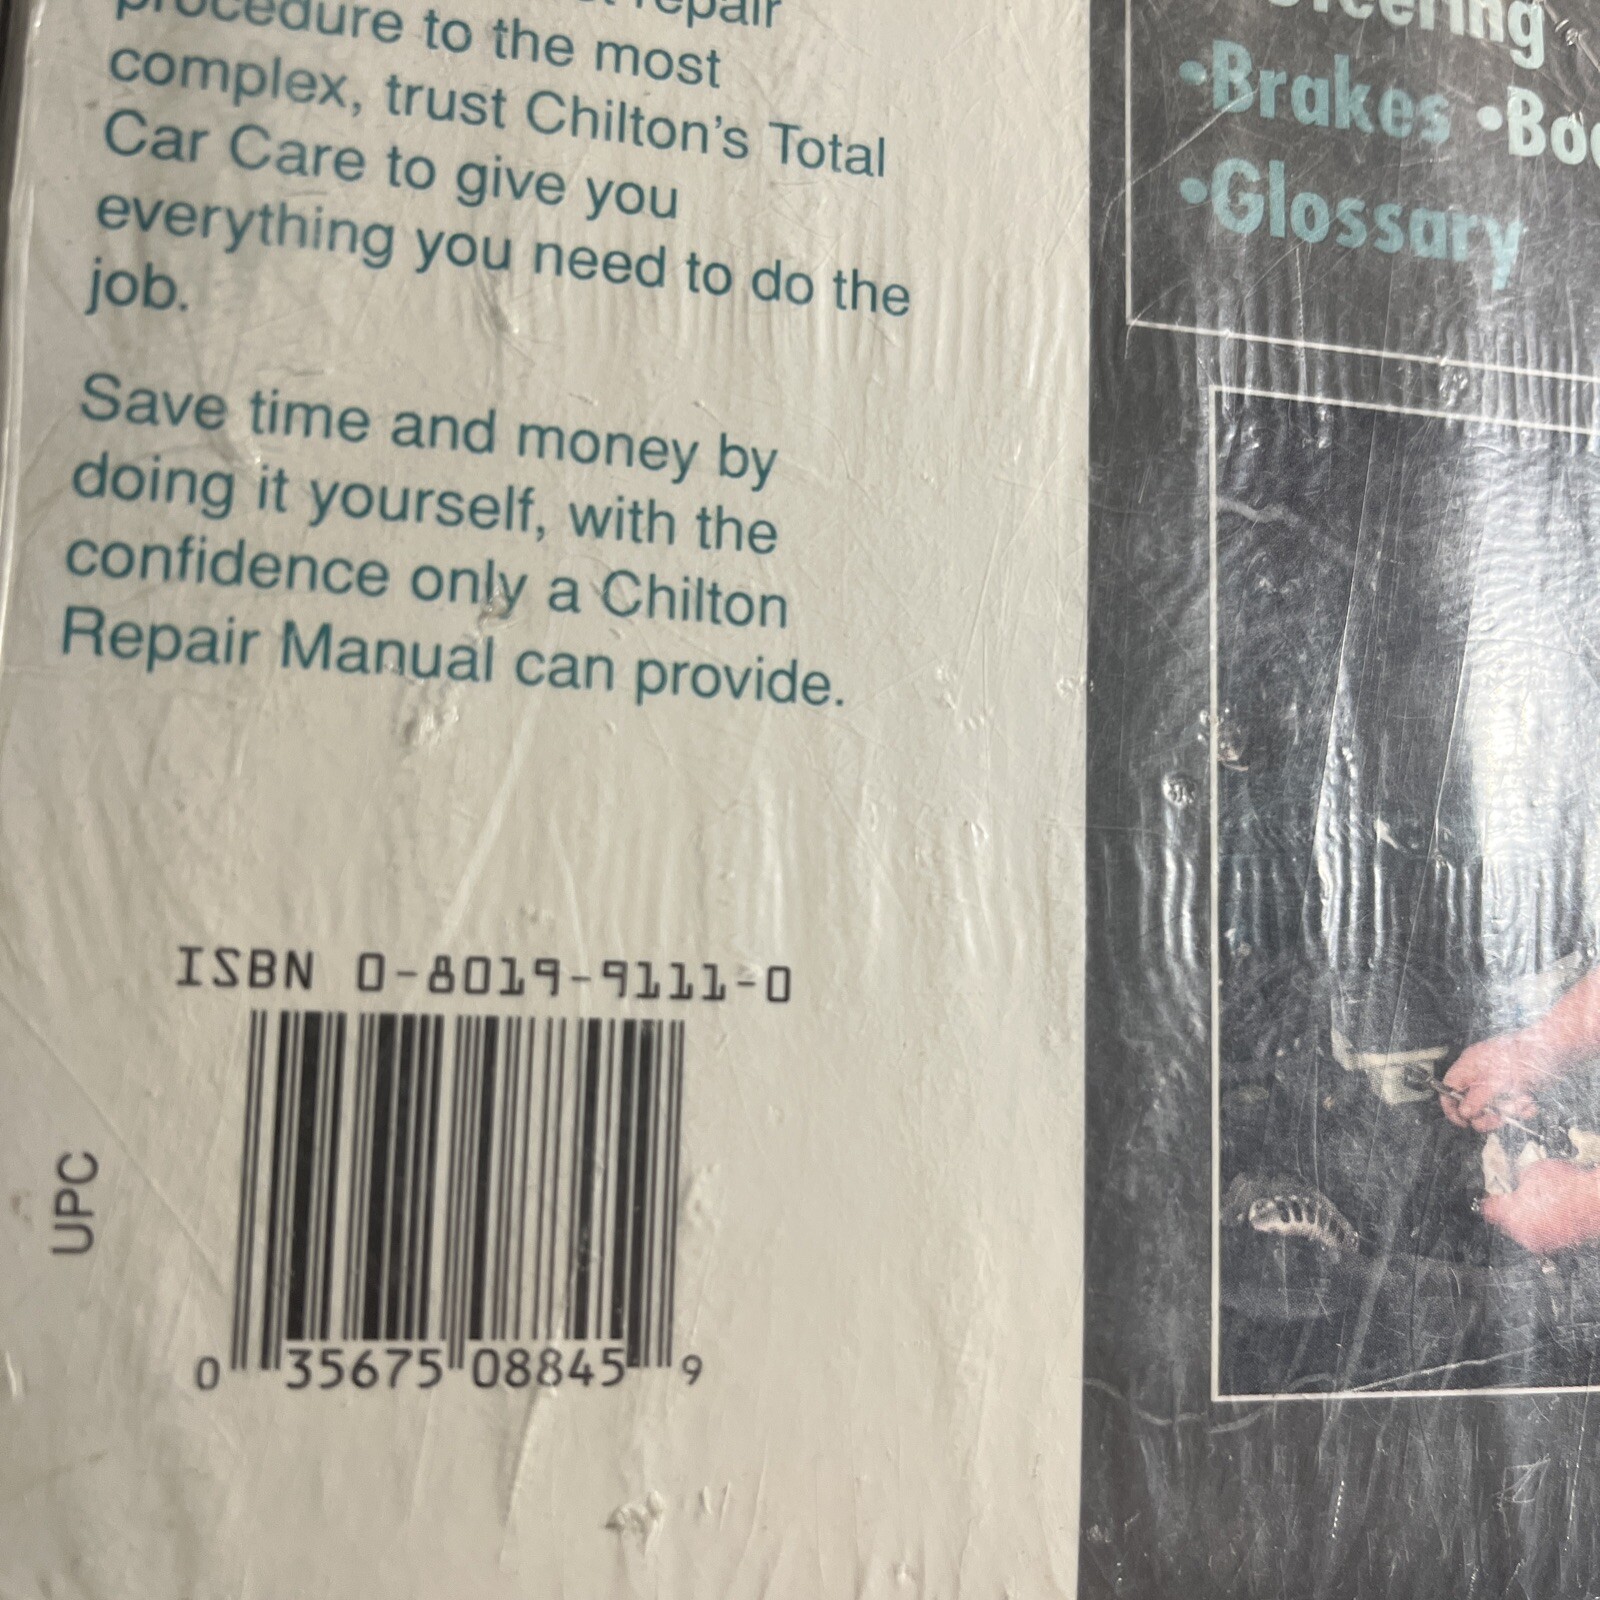 repair
procedure to the most
complex, trust Chilton's Total
Car Care to give you
everything you need to do the
job.
Save time and money by
doing it yourself, with the
confidence only a Chilton
Repair Manual can provide.
ISBN 0-8019-9111-0
UPC
0 35675 08845 9
Steering
•Brakes •
•Glossary